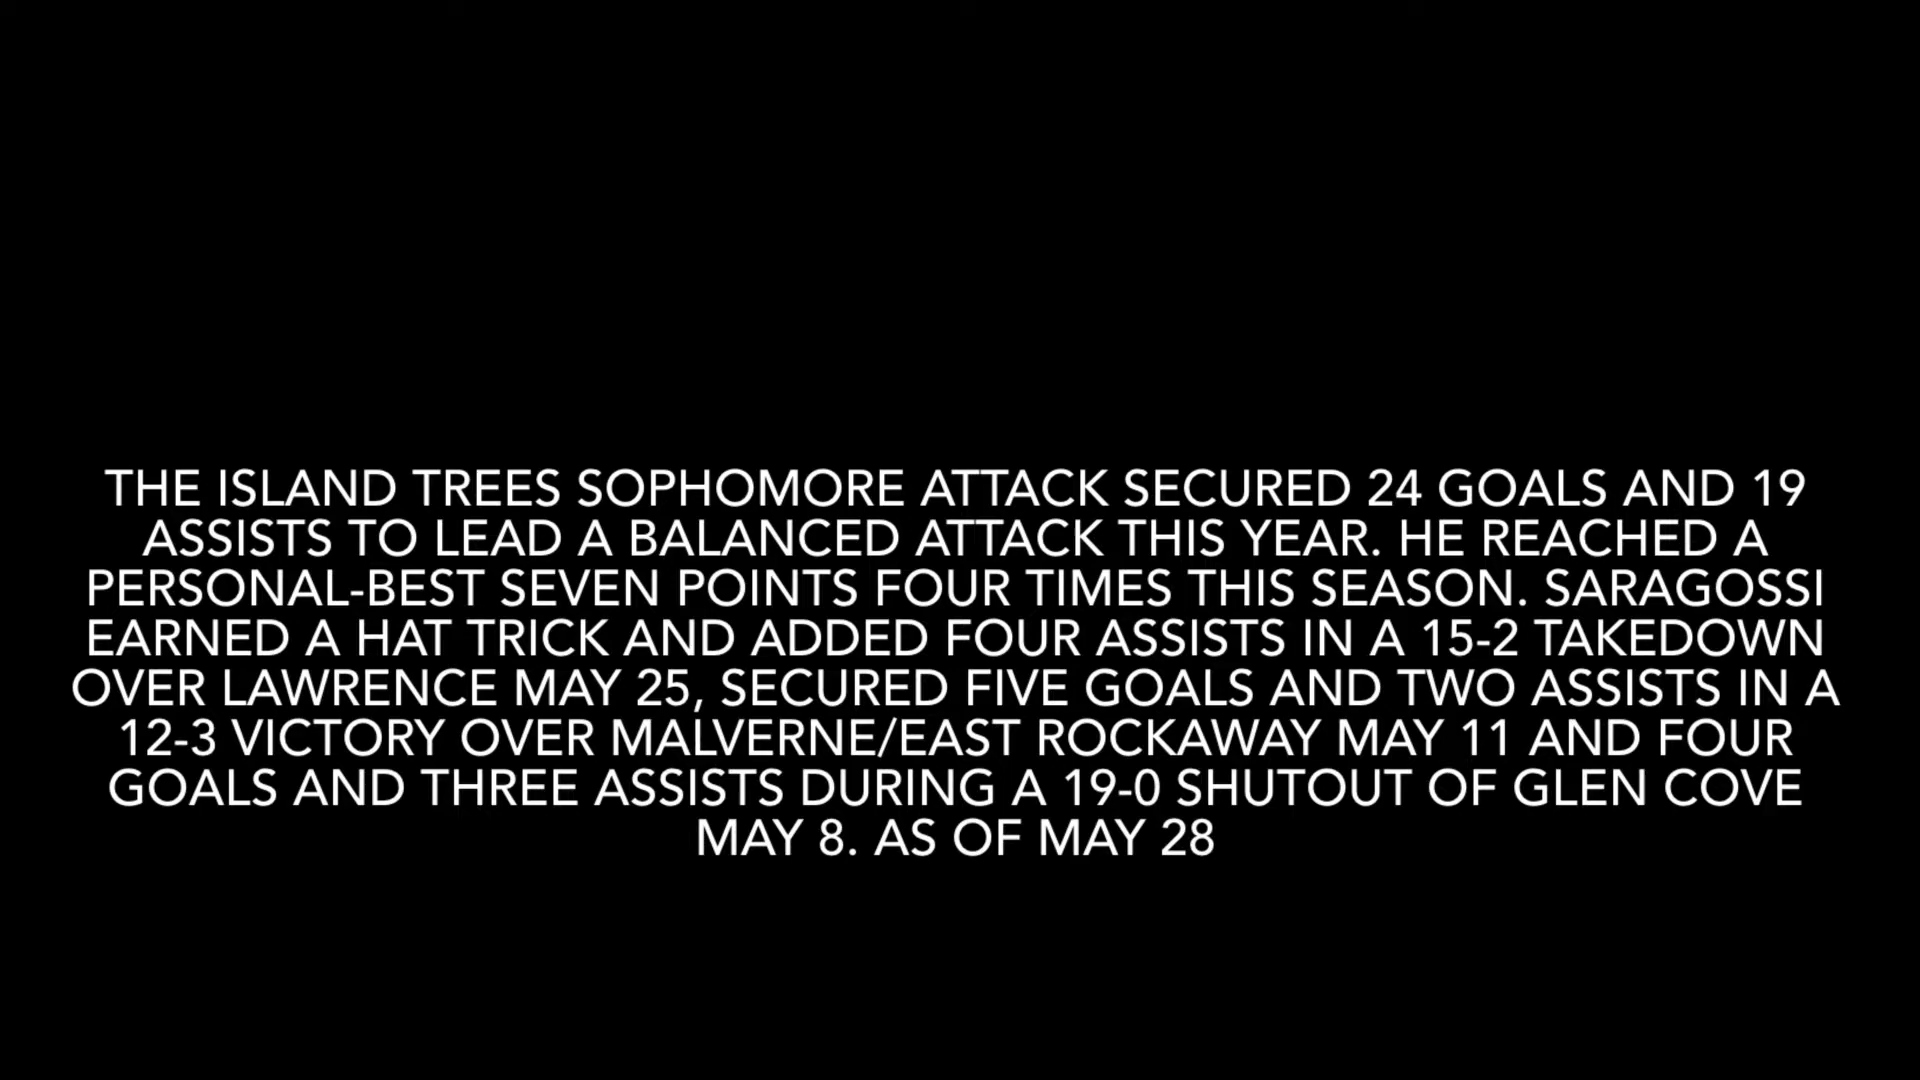 THE ISLAND TREES SOPHOMORE ATTACK SECURED 24 GOALS AND 19
ASSISTS TO LEAD A BALANCED ATTACK THIS YEAR. HE REACHED A
PERSONAL-BEST SEVEN POINTS FOUR TIMES THIS SEASON. SARAGOSSI
EARNED A HAT TRICK AND ADDED FOUR ASSISTS IN A 15-2 TAKEDOWN
OVER LAWRENCE MAY 25, SECURED FIVE GOALS AND TWO ASSISTS IN A
12-3 VICTORY OVER MALVERNE/EAST ROCKAWAY MAY 11 AND FOUR
GOALS AND THREE ASSISTS DURING A 19-0 SHUTOUT OF GLEN COVE
MAY 8. AS OF MAY 28